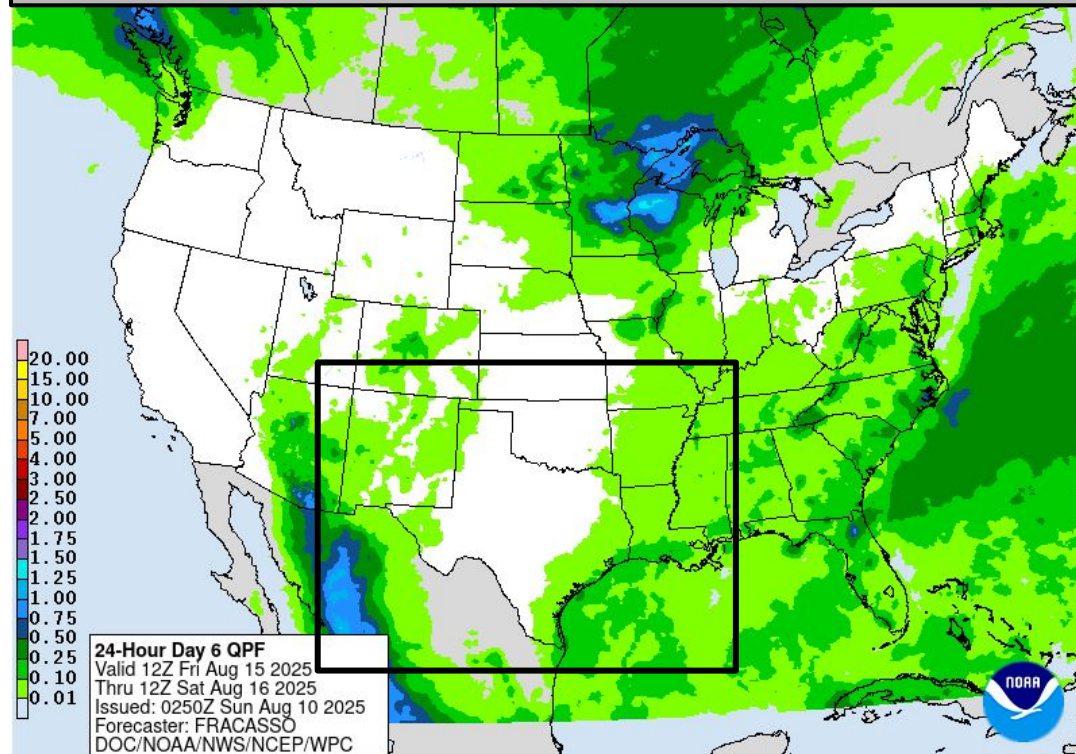 20.00
15.00
10.00
7.00
5.00
4.00
3.00
2.50
2.00
1.75
1.50
1.25
1.00
0.75
0.50
0.25
0.10
0.01
24-Hour Day 6 QPF
Valid 12Z Fri Aug 15 2025
Thru 12Z Sat Aug 16 2025
Issued: 0250Z Sun Aug 10 2025
Forecaster: FRACASSO
DOC/NOAA/NWS/NCEP/WPC
NOAA